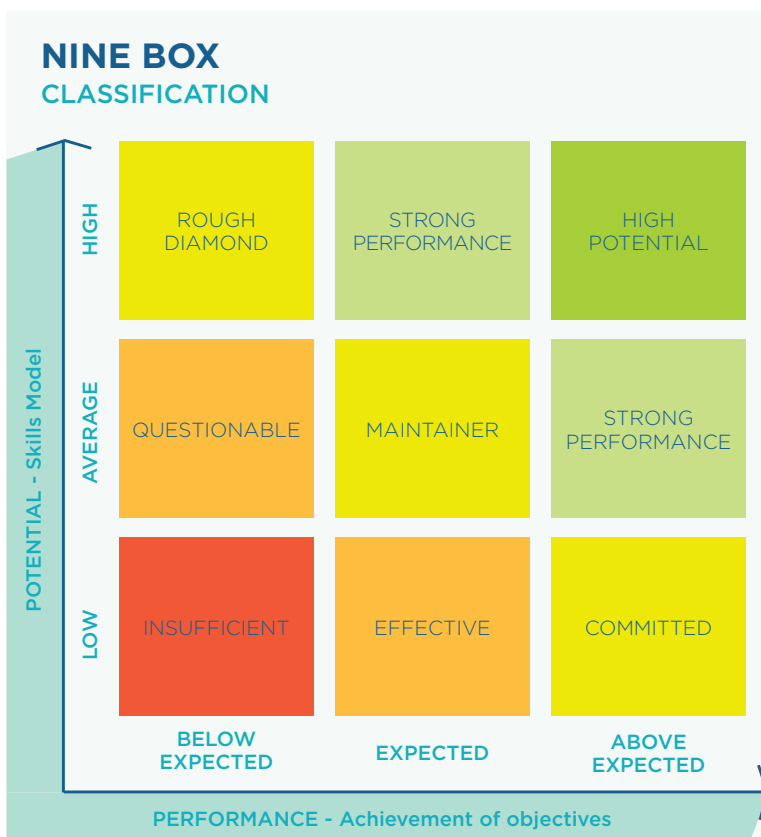 NINE BOX
CLASSIFICATION
HIGH
ROUGH
DIAMOND
STRONG
PERFORMANCE
HIGH
POTENTIAL
POTENTIAL - Skills Model
AVERAGE
QUESTIONABLE
MAINTAINER
STRONG
PERFORMANCE
LOW
INSUFFICIENT
EFFECTIVE
COMMITTED
BELOW
EXPECTED
EXPECTED
ABOVE
EXPECTED
PERFORMANCE - Achievement of objectives